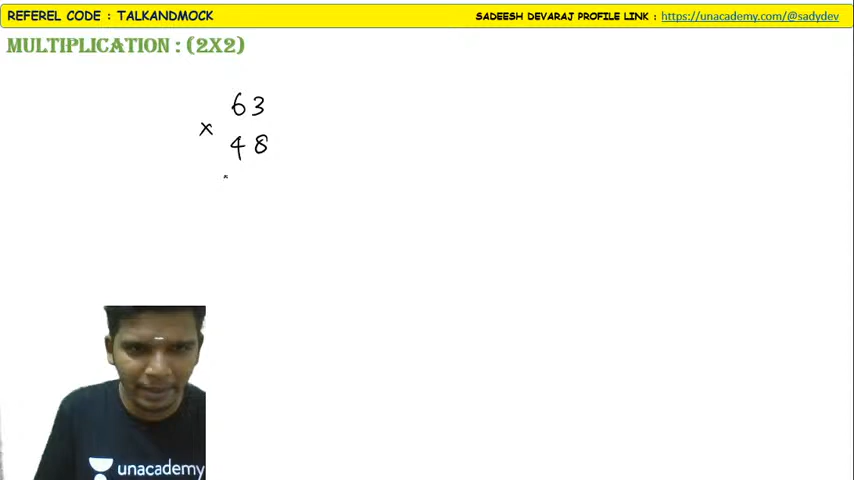 REFEREL CODE : TALKANDMOCK
SADEESH DEVARAJ PROFILE LINK : https://unacademy.com/@sadydev
MULTIPLICATION : (2X2)
63
×
48
unacademy